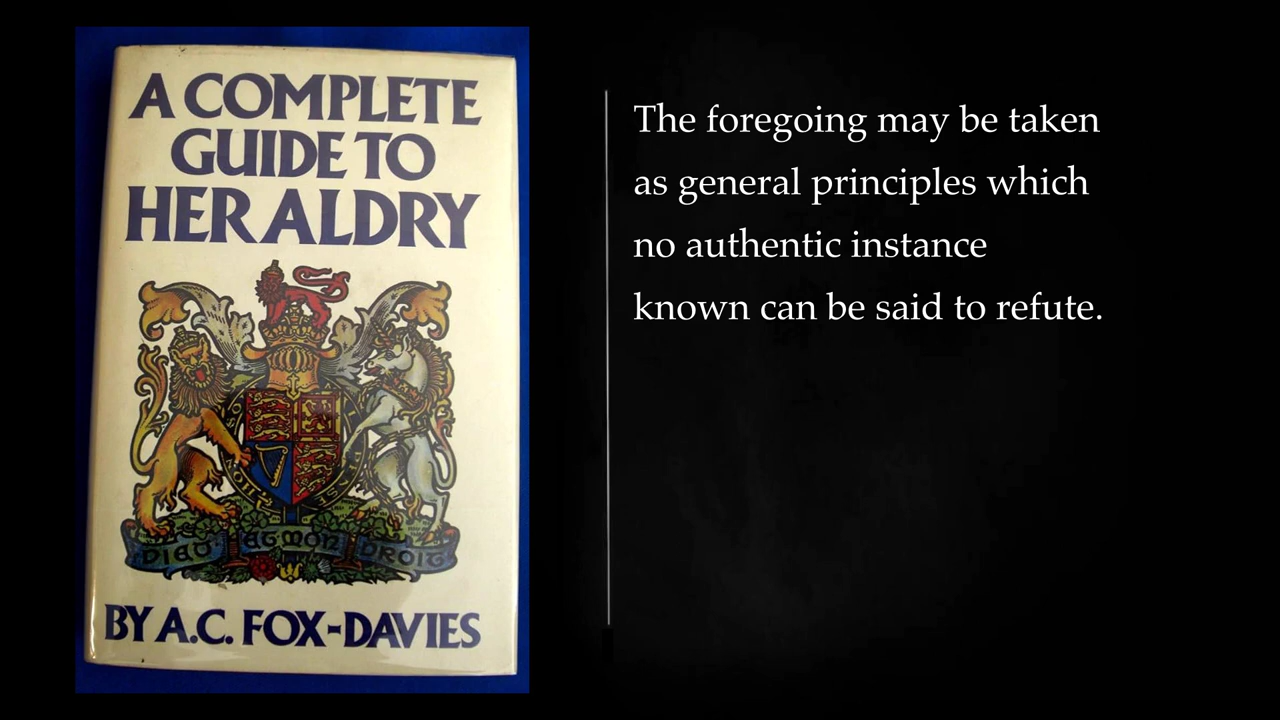 A COMPLETE
GUIDE TO
HERALDRY
DIEU ET MON DROIT
BY A.C. FOX-DAVIES
The foregoing may be taken
as general principles which
no authentic instance
known can be said to refute.